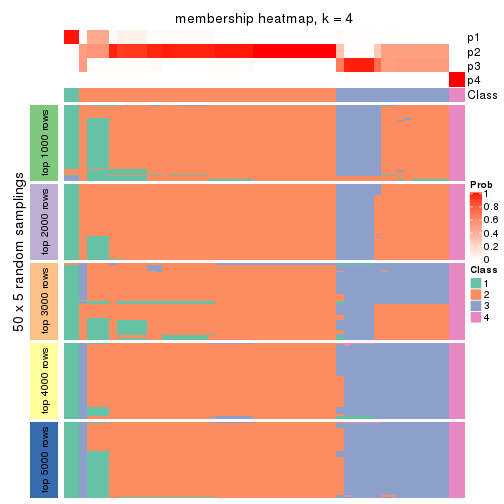 membership heatmap, k = 4
p1
p2
p3
p4
Class
50 x 5 random samplings
top 1000 rows
top 2000 rows
top 3000 rows
top 4000 rows
top 5000 rows
Prob
1
0.8
0.6
0.4
0.2
0
Class
1
2
3
4